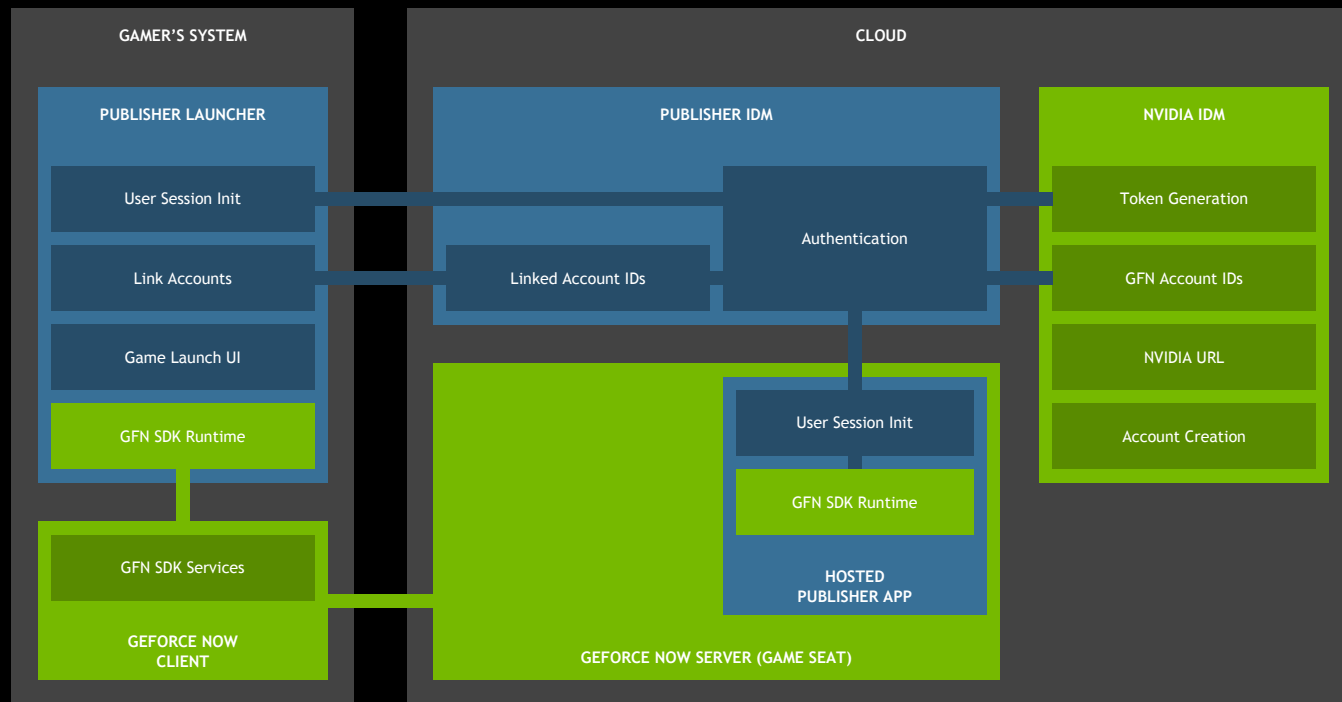 GAMER'S SYSTEM
PUBLISHER LAUNCHER
User Session Init
Link Accounts
Game Launch UI
GFN SDK Runtime
GFN SDK Services
GEFORCE NOW
CLIENT
CLOUD
PUBLISHER IDM
Authentication
Linked Account IDs
User Session Init
GFN SDK Runtime
HOSTED
PUBLISHER APP
GEFORCE NOW SERVER (GAME SEAT)
NVIDIA IDM
Token Generation
GFN Account IDs
NVIDIA URL
Account Creation